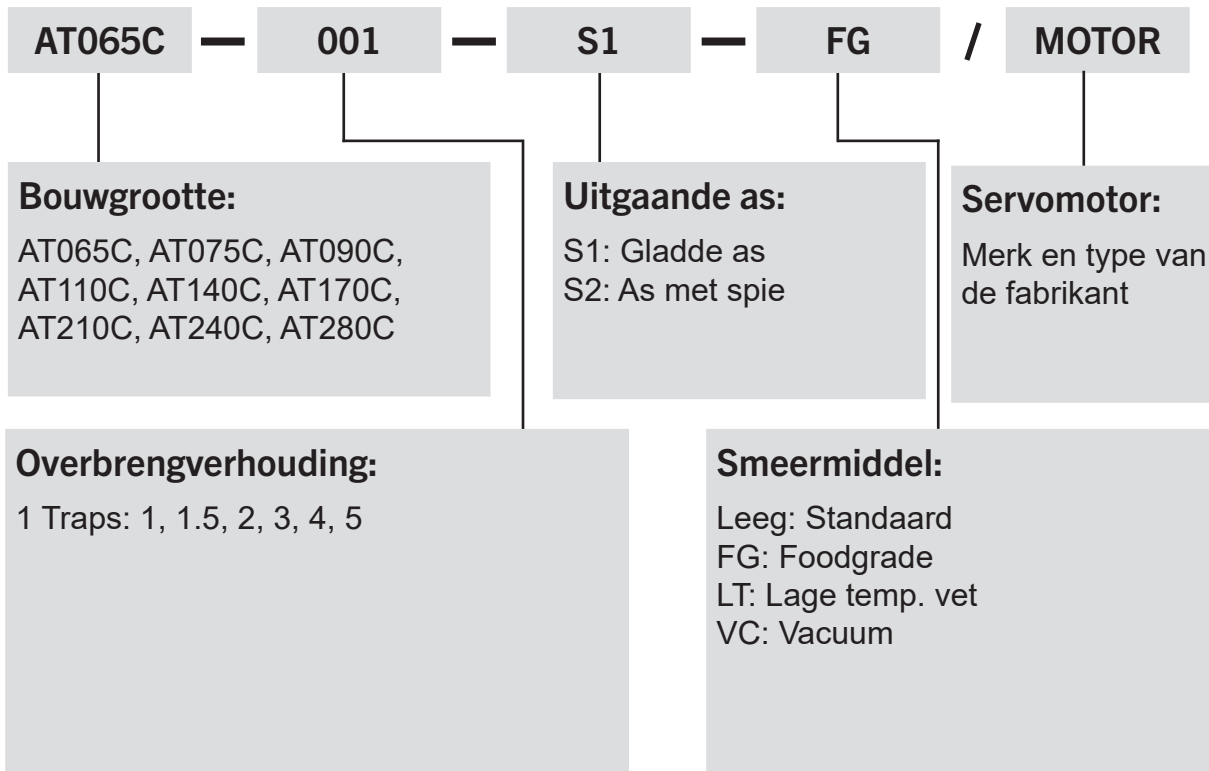 AT065C — 001 — S1 — FG / MOTOR
Bouwgrootte:
AT065C, AT075C, AT090C,
AT110C, AT140C, AT170C,
AT210C, AT240C, AT280C
Uitgaande as:
S1: Gladde as
S2: As met spie
Servomotor:
Merk en type van
de fabrikant
Overbrengverhouding:
1 Traps: 1, 1.5, 2, 3, 4, 5
Smeermiddel:
Leeg: Standaard
FG: Foodgrade
LT: Lage temp. vet
VC: Vacuum